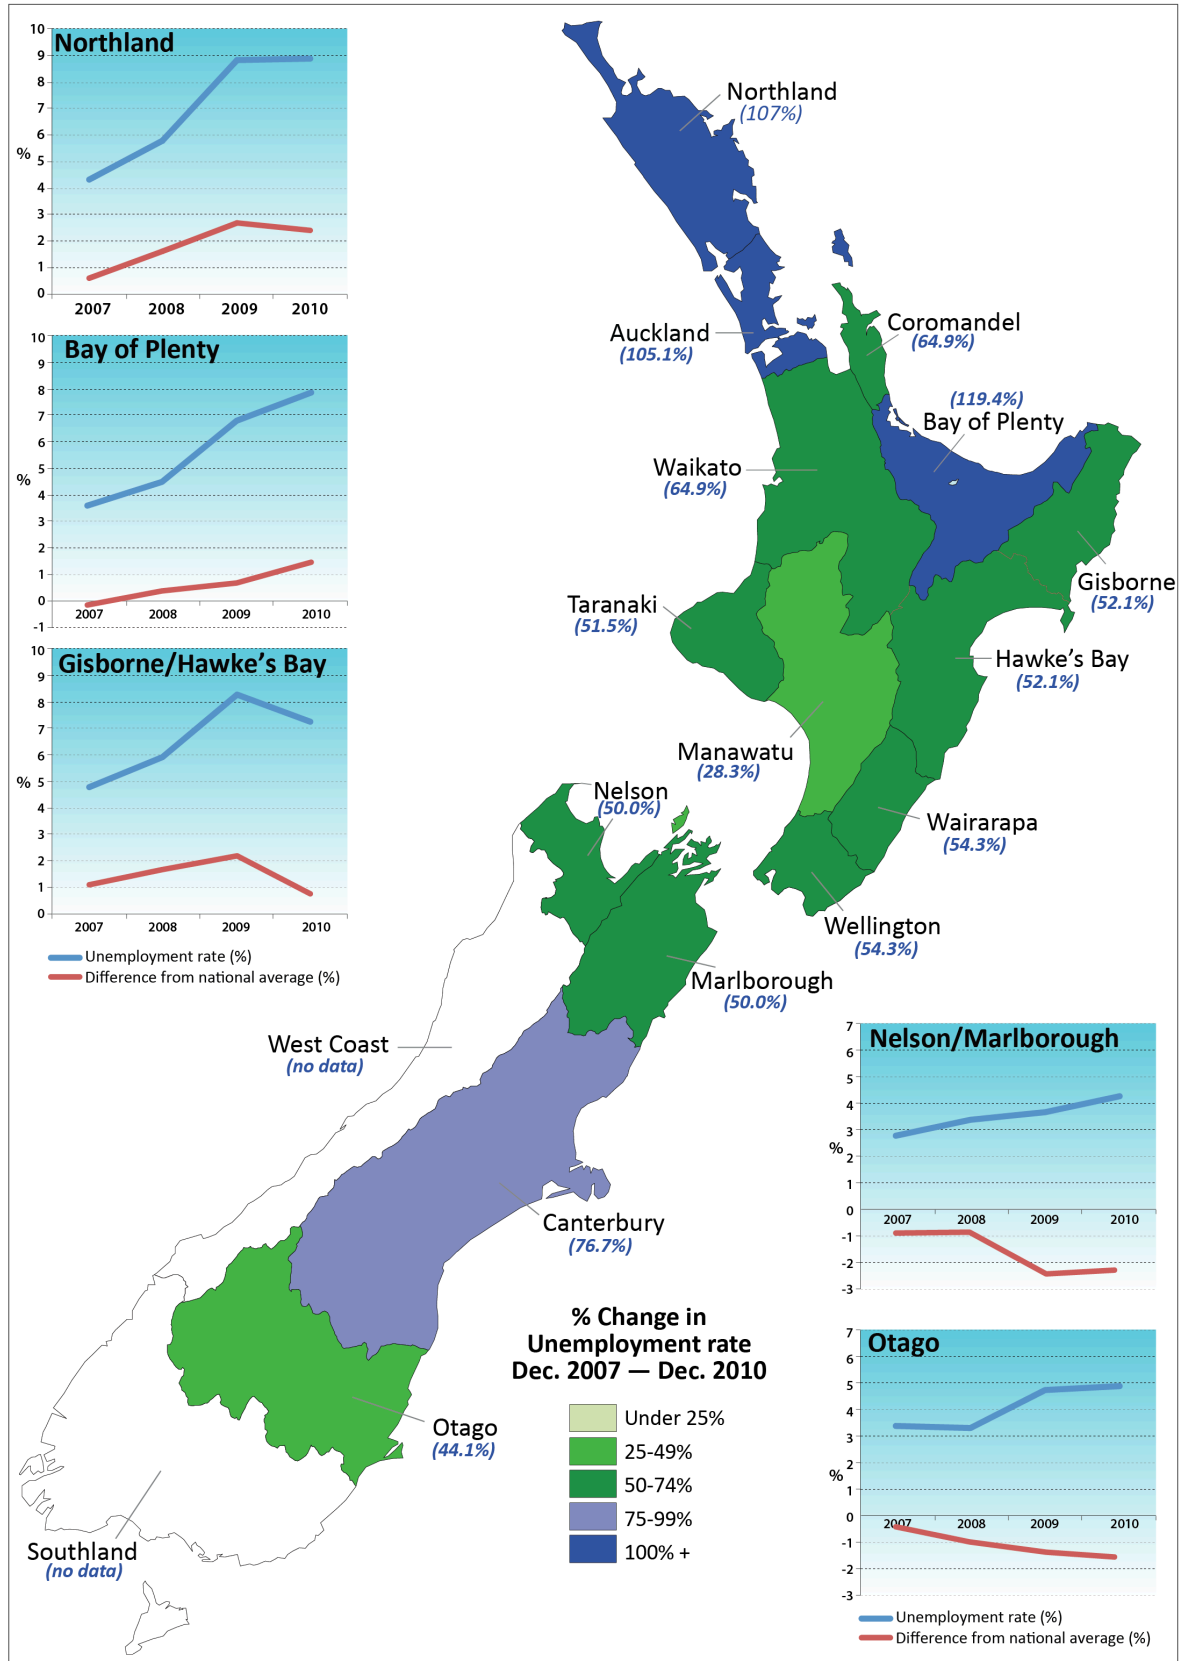 Northland
10
9
8
7
6
5
4
3
2
1
0
%
2007 2008 2009 2010
Bay of Plenty
10
9
8
7
6
5
4
3
2
1
0
-1
%
2007 2008 2009 2010
Gisborne/Hawke's Bay
10
9
8
7
6
5
4
3
2
1
0
%
2007 2008 2009 2010
Unemployment rate (%)
Difference from national average (%)
Northland
(107%)
Auckland
(105.1%)
Coromandel
(64.9%)
(119.4%)
Bay of Plenty
Waikato
(64.9%)
Gisborne
(52.1%)
Taranaki
(51.5%)
Hawke's Bay
(52.1%)
Manawatu
(28.3%)
Nelson
(50.0%)
Wairarapa
(54.3%)
Wellington
(54.3%)
Marlborough
(50.0%)
West Coast
(no data)
Canterbury
(76.7%)
Otago
(44.1%)
Southland
(no data)
% Change in
Unemployment rate
Dec. 2007 — Dec. 2010
Under 25%
25-49%
50-74%
75-99%
100% +
Nelson/Marlborough
7
6
5
4
3
2
1
0
-1
-2
-3
%
2007 2008 2009 2010
Otago
7
6
5
4
3
2
1
0
-1
-2
-3
%
2007 2008 2009 2010
Unemployment rate (%)
Difference from national average (%)